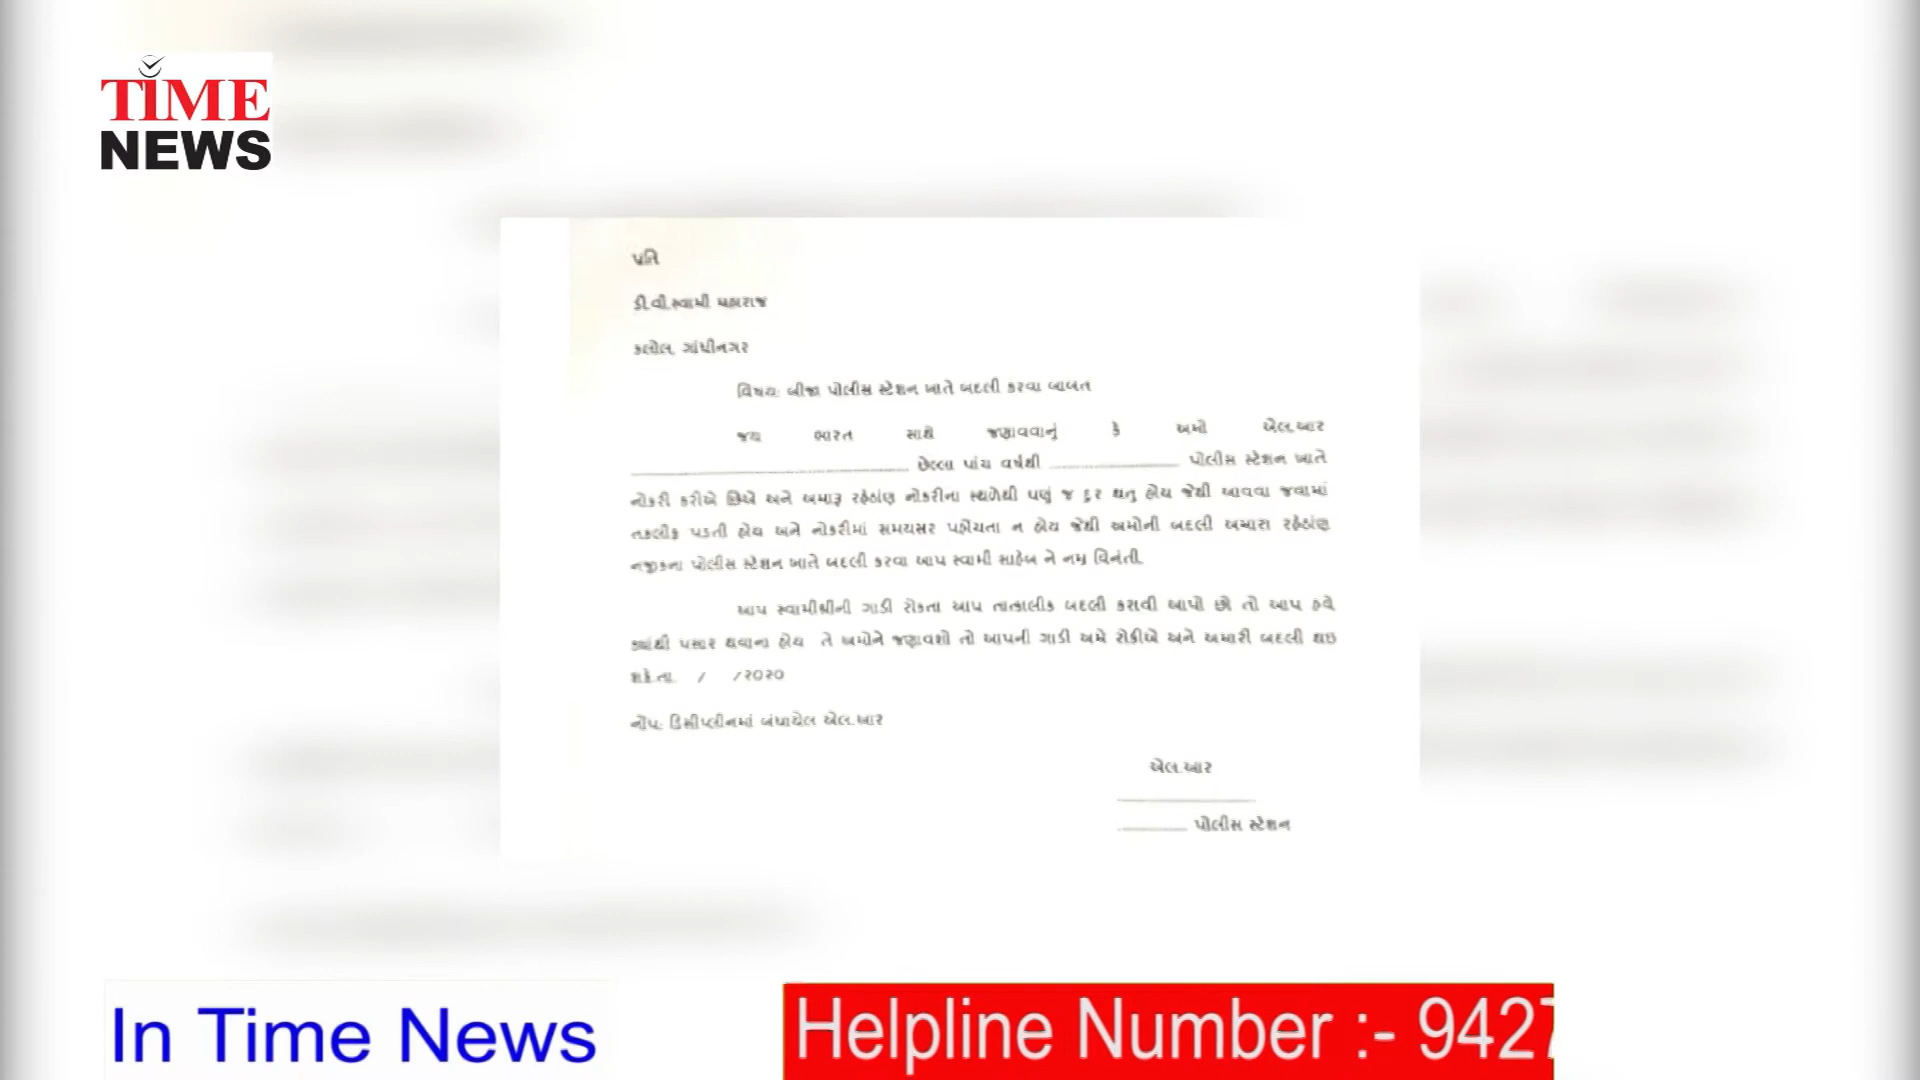 TIME
NEWS
પ્રતિ
ડી.વી.સ્વામી મહારાજ
કલોલ, ગાંધીનગર
વિષય: બીજા પોલીસ સ્ટેશન ખાતે બદલી કરવા બાબત
જય ભારત સાથે જણાવવાનું કે અમો એલ.આર
છેલ્લા પાંચ વર્ષથી પોલીસ સ્ટેશન ખાતે
નોકરી કરીએ છિએ અને અમારૂ રહેઠાંણ નોકરીના સ્થળેથી ઘણું જ દુર થતુ હોય જેથી આવવા જવામાં
તકલીફ પડતી હોય અને નોકરીમાં સમયસર પહોંચતા ન હોય જેથી અમોની બદલી અમારા રહેઠાંણ
નજીકના પોલીસ સ્ટેશન ખાતે બદલી કરવા આપ સ્વામી સાહેબ ને નમ્ર વિનંતી.
આપ સ્વામીશ્રીની ગાડી રોકતા આપ તાત્કાલીક બદલી કરાવી આપો છો તો આપ હવે
ક્યાંથી પસાર થવાના હોય તે અમોને જણાવશો તો આપની ગાડી અમે રોકીએ અને અમારી બદલી થઇ
શકે.તા. / /૨૦૨૦
નોંધ: ડિસીપ્લીનમાં બંધાયેલ એલ.આર
એલ.આર
પોલીસ સ્ટેશન
In Time News
Helpline Number :- 9427